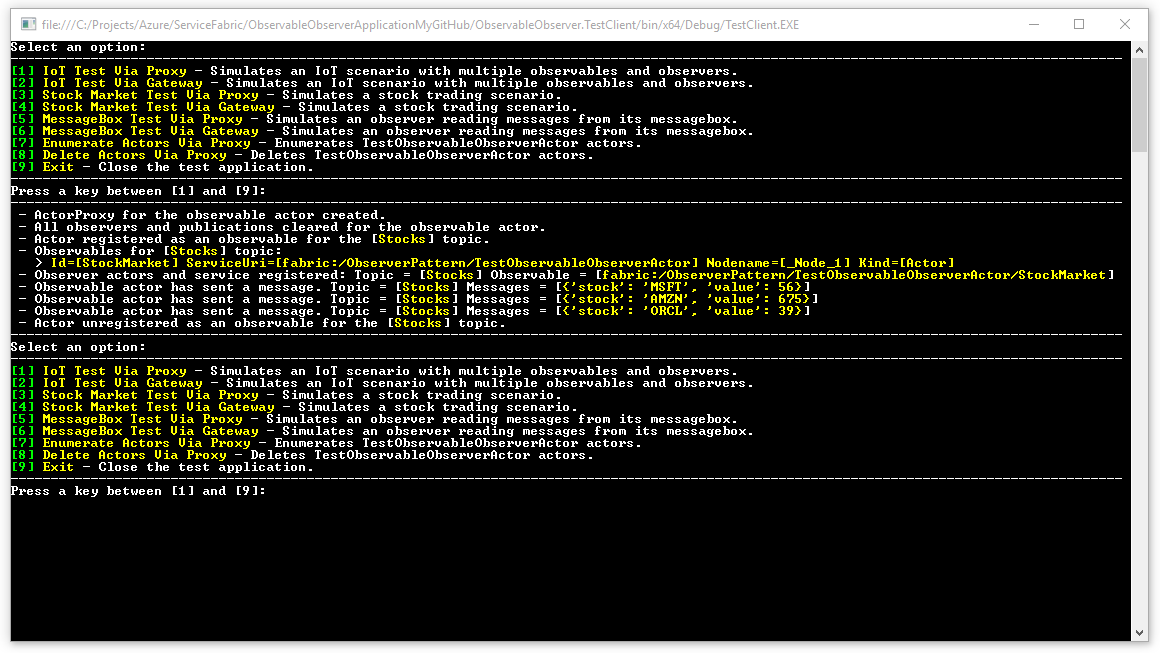 file:///C:/Projects/Azure/ServiceFabric/ObservableObserverApplicationMyGitHub/ObservableObserver.TestClient/bin/x64/Debug/TestClient.EXE
Select an option:
[1] IoT Test Via Proxy - Simulates an IoT scenario with multiple observables and observers.
[2] IoT Test Via Gateway - Simulates an IoT scenario with multiple observables and observers.
[3] Stock Market Test Via Proxy - Simulates a stock trading scenario.
[4] Stock Market Test Via Gateway - Simulates a stock trading scenario.
[5] MessageBox Test Via Proxy - Simulates an observer reading messages from its messagebox.
[6] MessageBox Test Via Gateway - Simulates an observer reading messages from its messagebox.
[7] Enumerate Actors Via Proxy - Enumerates TestObservableObserverActor actors.
[8] Delete Actors Via Proxy - Deletes TestObservableObserverActor actors.
[9] Exit - Close the test application.
Press a key between [1] and [9]:
- ActorProxy for the observable actor created.
- All observers and publications cleared for the observable actor.
- Actor registered as an observable for the [Stocks] topic.
- Observables for [Stocks] topic:
> Id=[StockMarket] ServiceUri=[fabric:/ObserverPattern/TestObservableObserverActor] Nodename=[_Node_1] Kind=[Actor]
- Observer actors and service registered: Topic = [Stocks] Observable = [fabric:/ObserverPattern/TestObservableObserverActor/StockMarket]
- Observable actor has sent a message. Topic = [Stocks] Messages = [{'stock': 'MSFT', 'value': 56}]
- Observable actor has sent a message. Topic = [Stocks] Messages = [{'stock': 'AMZN', 'value': 675}]
- Observable actor has sent a message. Topic = [Stocks] Messages = [{'stock': 'ORCL', 'value': 39}]
- Actor unregistered as an observable for the [Stocks] topic.
Select an option:
[1] IoT Test Via Proxy - Simulates an IoT scenario with multiple observables and observers.
[2] IoT Test Via Gateway - Simulates an IoT scenario with multiple observables and observers.
[3] Stock Market Test Via Proxy - Simulates a stock trading scenario.
[4] Stock Market Test Via Gateway - Simulates a stock trading scenario.
[5] MessageBox Test Via Proxy - Simulates an observer reading messages from its messagebox.
[6] MessageBox Test Via Gateway - Simulates an observer reading messages from its messagebox.
[7] Enumerate Actors Via Proxy - Enumerates TestObservableObserverActor actors.
[8] Delete Actors Via Proxy - Deletes TestObservableObserverActor actors.
[9] Exit - Close the test application.
Press a key between [1] and [9]: